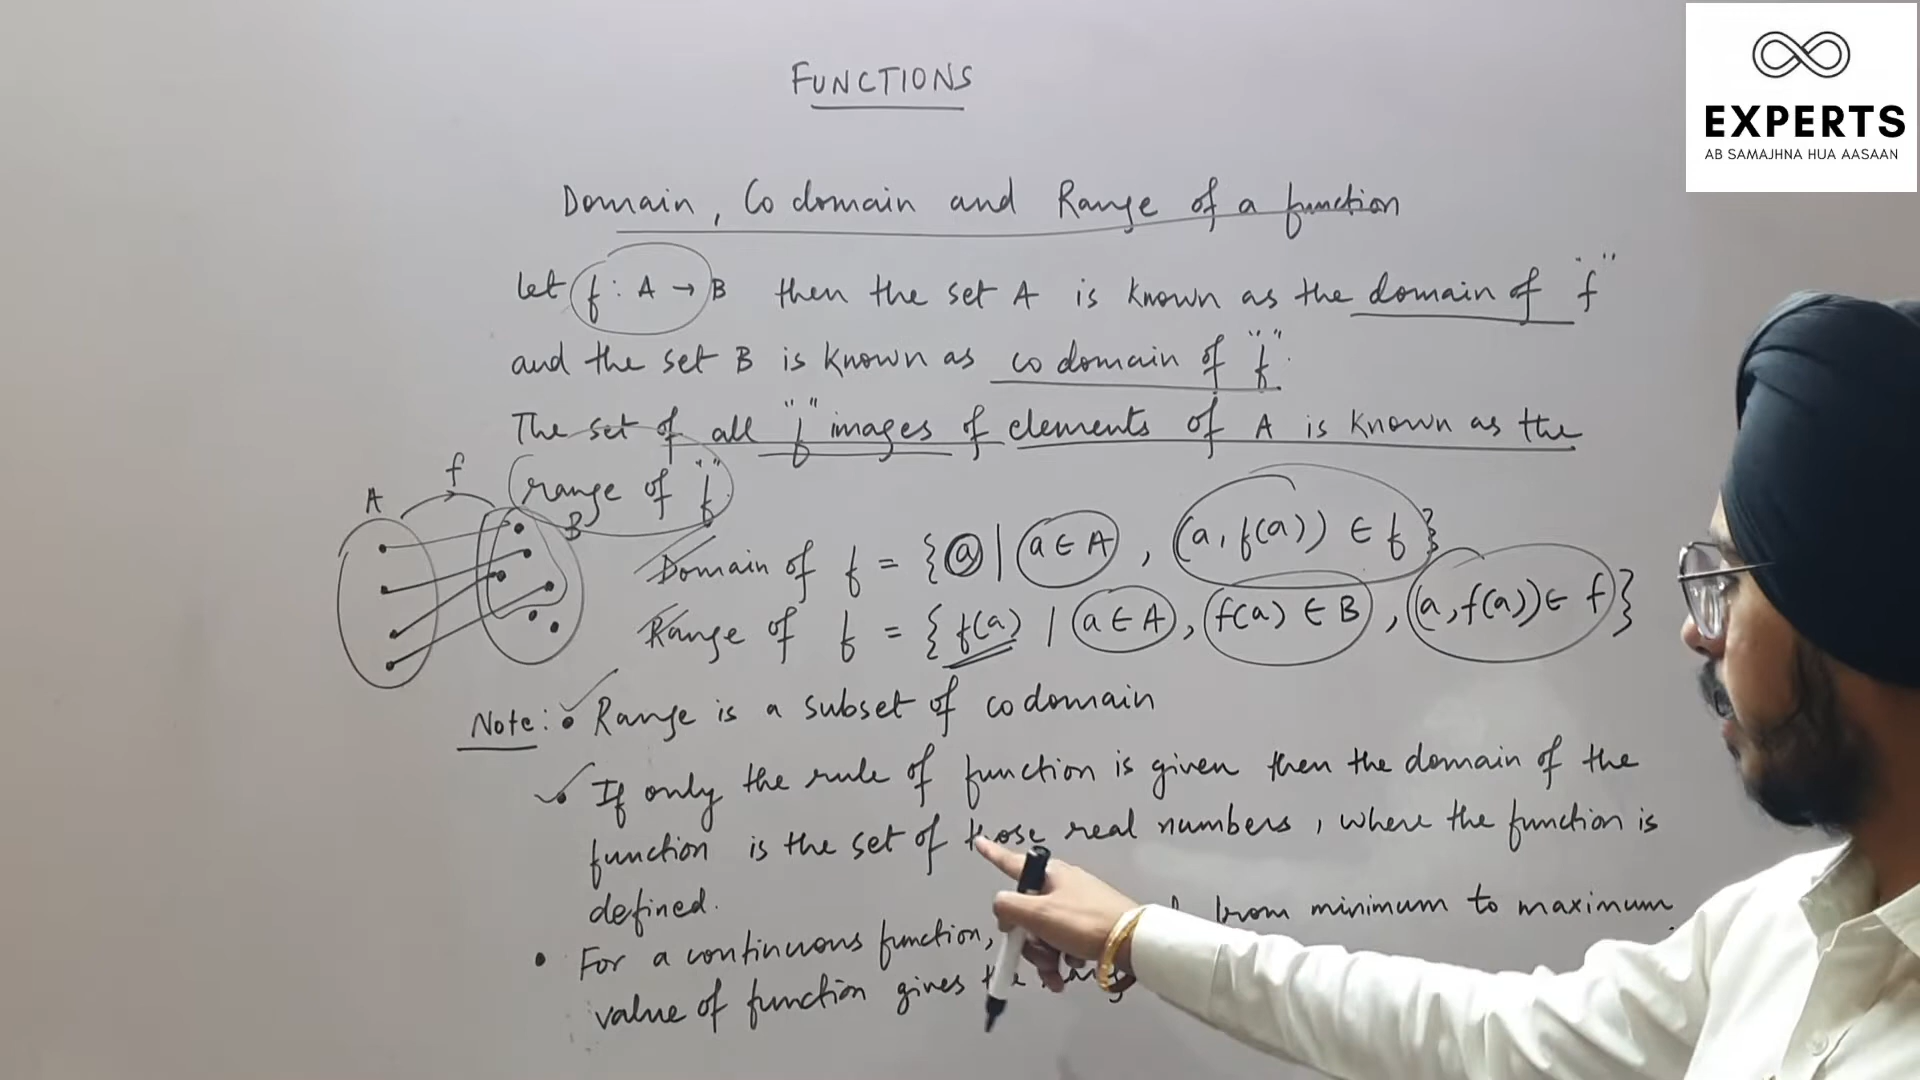 FUNCTIONS
EXPERTS
AB SAMAJHNA HUA AASAAN
Domain, Co domain and Range of a function
Let f : A → B then the set A is known as the domain of "f"
and the set B is known as co domain of "f".
The set of all "f" images of elements of A is known as the
range of "f".
A f B
Domain of f = {a | a ∈ A, (a, f(a)) ∈ f}
Range of f = {f(a) | a ∈ A, f(a) ∈ B, (a, f(a)) ∈ f}
Note: • Range is a subset of co domain
• If only the rule of function is given then the domain of the
function is the set of those real numbers, where the function is
defined.
• For a continuous function, from minimum to maximum
value of function gives